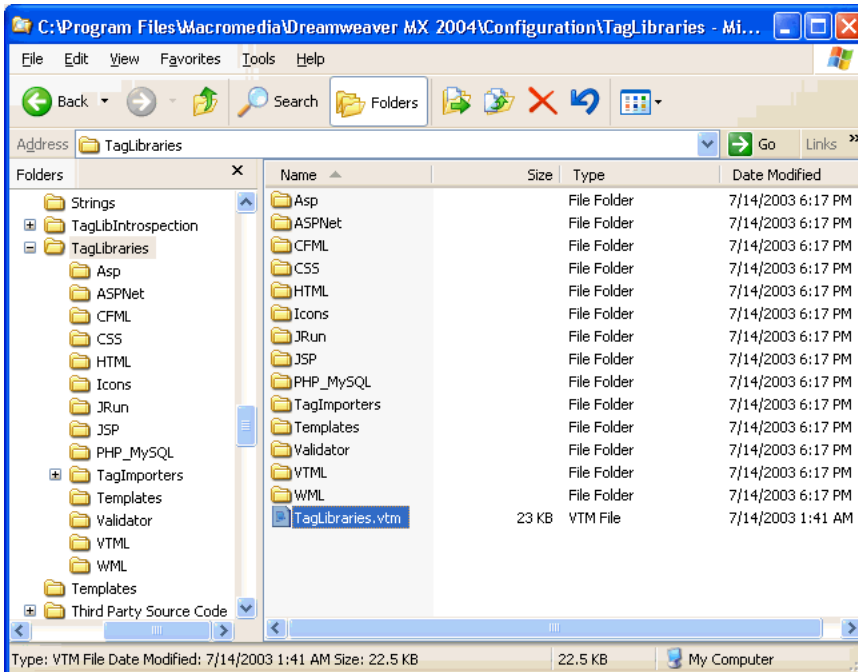 C:\Program Files\Macromedia\Dreamweaver MX 2004\Configuration\TagLibraries - Mi...
File Edit View Favorites Tools Help
Back Search Folders
Address TagLibraries Go Links »
Folders x Name Size Type Date Modified
Strings
TagLibIntrospection
TagLibraries
Asp
ASPNet
CFML
CSS
HTML
Icons
JRun
JSP
PHP_MySQL
TagImporters
Templates
Validator
VTML
WML
Templates
Third Party Source Code
Asp File Folder 7/14/2003 6:17 PM
ASPNet File Folder 7/14/2003 6:17 PM
CFML File Folder 7/14/2003 6:17 PM
CSS File Folder 7/14/2003 6:17 PM
HTML File Folder 7/14/2003 6:17 PM
Icons File Folder 7/14/2003 6:17 PM
JRun File Folder 7/14/2003 6:17 PM
JSP File Folder 7/14/2003 6:17 PM
PHP_MySQL File Folder 7/14/2003 6:17 PM
TagImporters File Folder 7/14/2003 6:17 PM
Templates File Folder 7/14/2003 6:17 PM
Validator File Folder 7/14/2003 6:17 PM
VTML File Folder 7/14/2003 6:17 PM
WML File Folder 7/14/2003 6:17 PM
TagLibraries.vtm 23 KB VTM File 7/14/2003 1:41 AM
Type: VTM File Date Modified: 7/14/2003 1:41 AM Size: 22.5 KB 22.5 KB My Computer